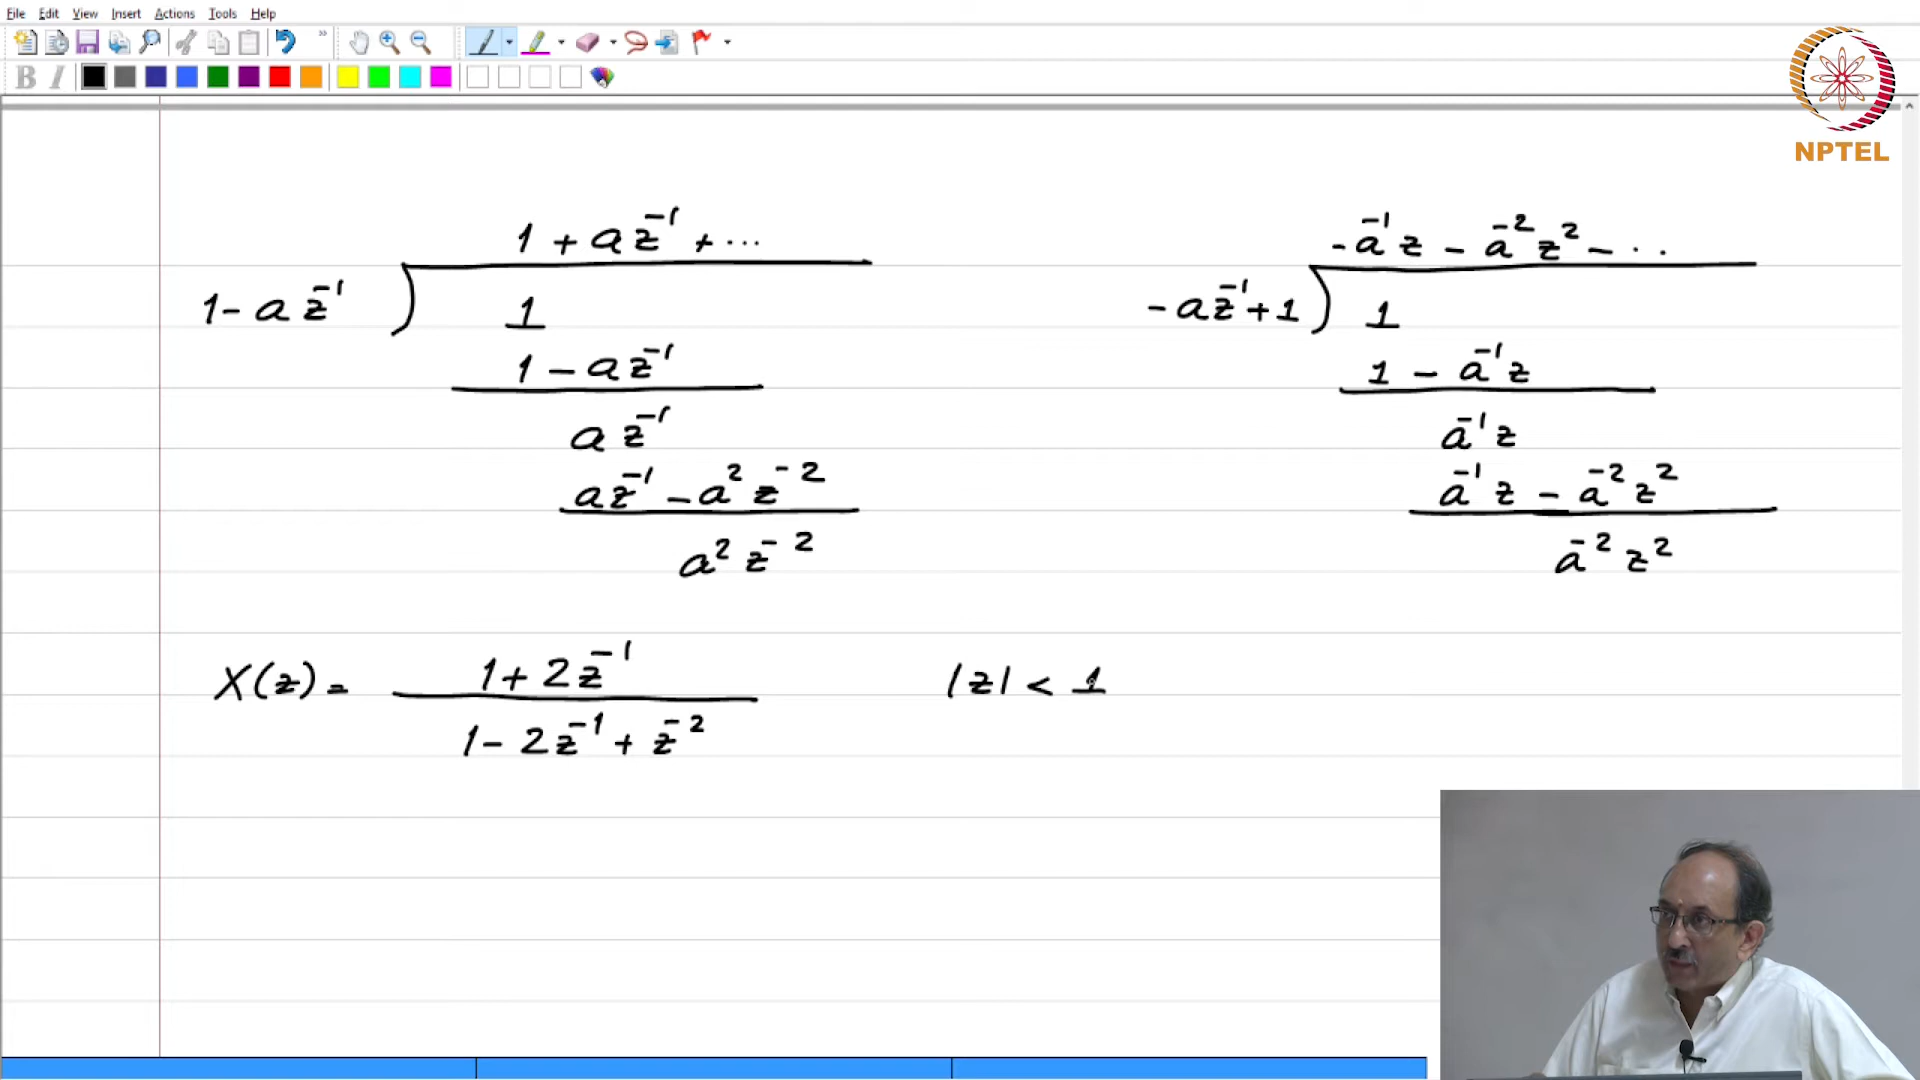 File Edit View Insert Actions Tools Help
B I
NPTEL
1 + az⁻¹ + ...
1 - az⁻¹ ) 1
1 - az⁻¹
az⁻¹
az⁻¹ - a²z⁻²
a²z⁻²
-a⁻¹z - a⁻²z² - ...
-az⁻¹ + 1 ) 1
1 - a⁻¹z
a⁻¹z
a⁻¹z - a⁻²z²
a⁻²z²
X(z) = 1 + 2z⁻¹ / 1 - 2z⁻¹ + z⁻² |z| < 1